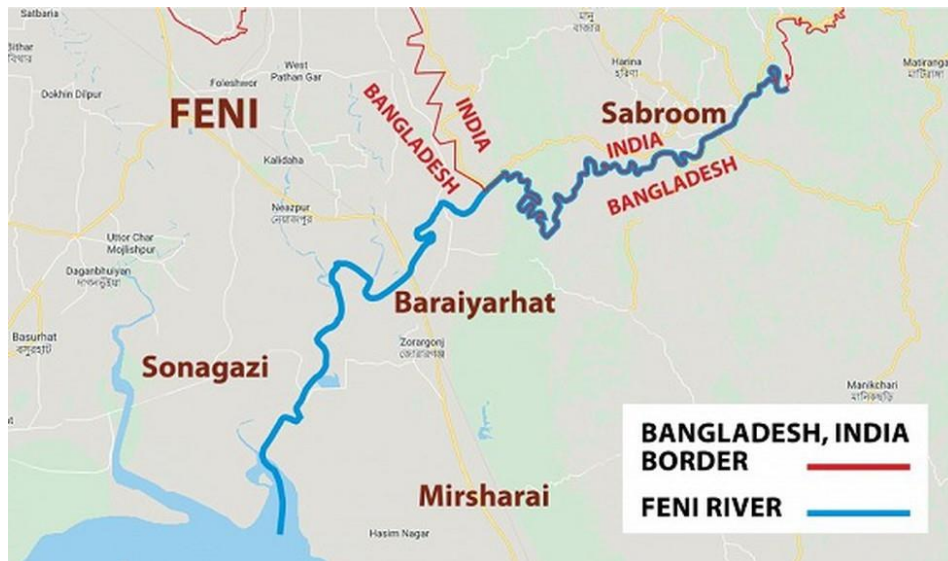 Satbaria
মানু
বাজার
Harina
হরিণা
Matiranga
মাটিরাঙ্গা
West
Pathan Gar
Foleshwor
Dokhin Dilpur
FENI
BANGLADESH
INDIA
Sabroom
INDIA
BANGLADESH
Kalidaha
Neazpur
নেয়াজপুর
Uttor Char
Mojlishpur
Daganbhuiyan
দাগনভূঁইয়া
Baraiyarhat
Basurhat
বসুরহাট
Zorargonj
জোরারগঞ্জ
Sonagazi
Manikchari
মানিকছড়ি
BANGLADESH, INDIA
BORDER
FENI RIVER
Mirsharai
Hasim Nagar